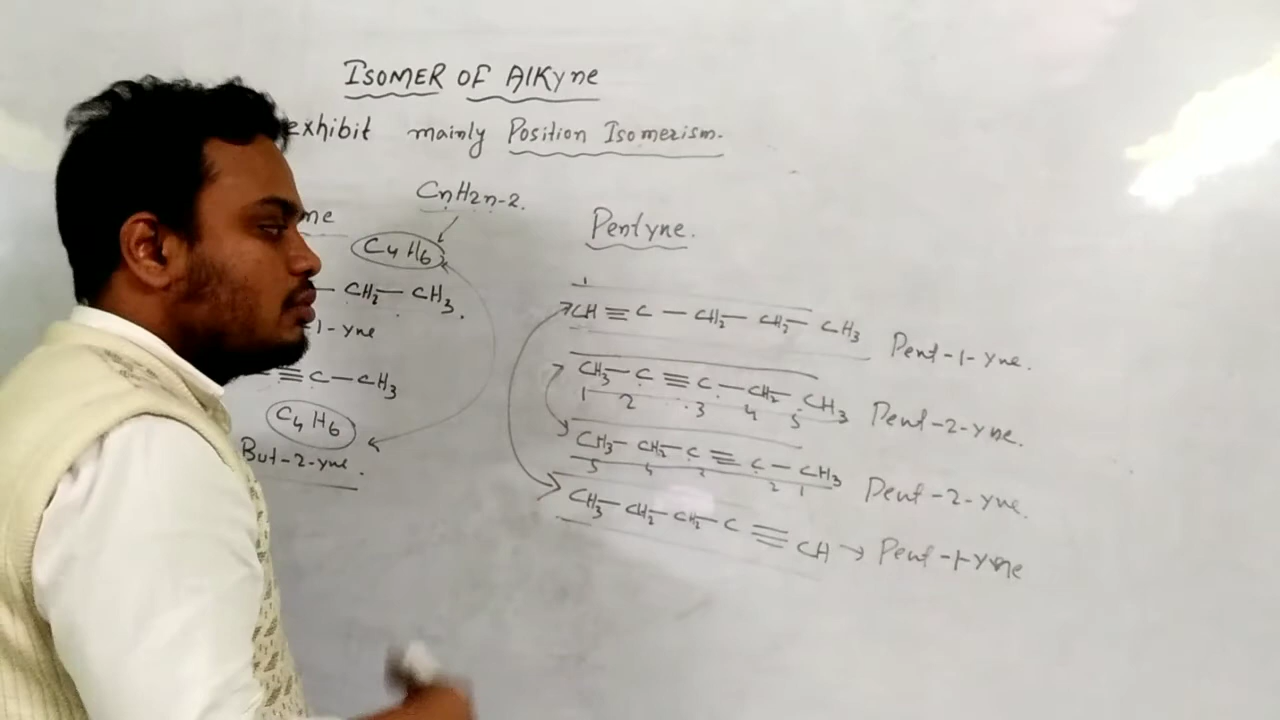 ISOMER OF Alkyne
exhibit mainly Position Isomerism.
CnH2n-2.
C4H6
— CH2 — CH3.
1-yne
≡ C — CH3
C4H6
But-2-yne.
Pentyne.
1
CH ≡ C — CH2 — CH2 — CH3 Pent-1-yne.
CH3 — C ≡ C — CH2 — CH3 Pent-2-yne.
1 2 3 4 5
CH3 — CH2 — C ≡ C — CH3 Pent-2-yne.
5 4 2 1
CH3 — CH2 — CH2 — C ≡ CH → Pent-1-yne